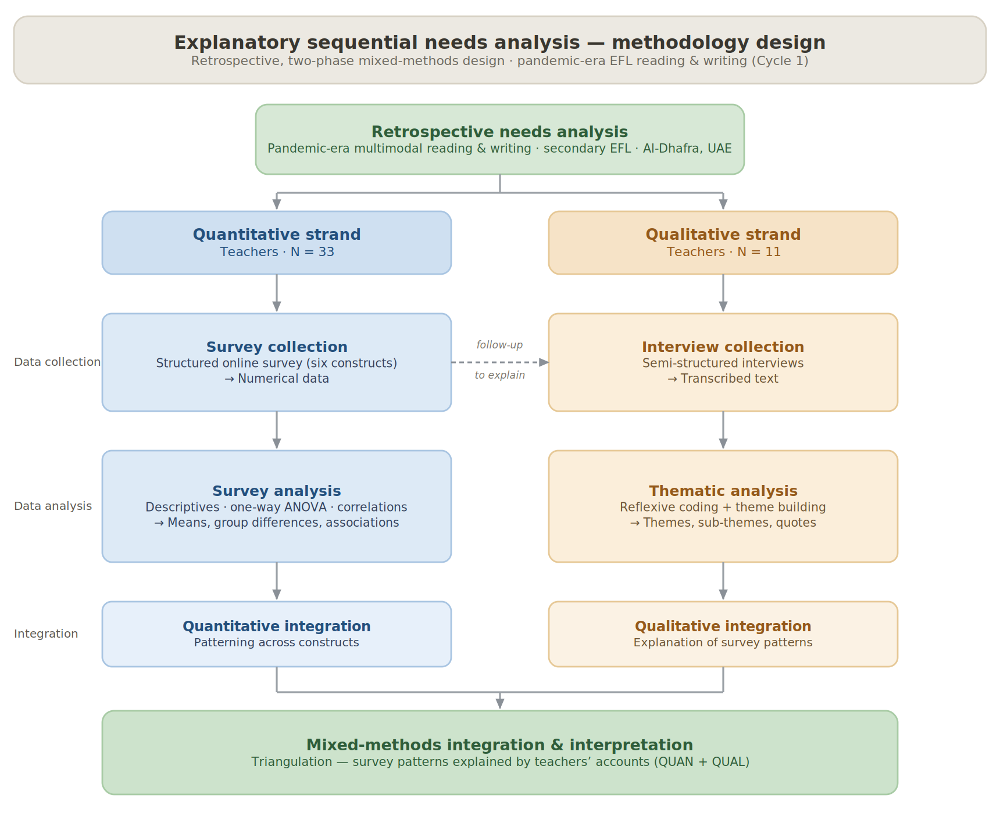 Explanatory sequential needs analysis — methodology design
Retrospective, two-phase mixed-methods design · pandemic-era EFL reading & writing (Cycle 1)
Retrospective needs analysis
Pandemic-era multimodal reading & writing · secondary EFL · Al-Dhafra, UAE
Quantitative strand
Teachers · N = 33
Qualitative strand
Teachers · N = 11
Data collection
Survey collection
Structured online survey (six constructs)
→ Numerical data
follow-up
to explain
Interview collection
Semi-structured interviews
→ Transcribed text
Data analysis
Survey analysis
Descriptives · one-way ANOVA · correlations
→ Means, group differences, associations
Thematic analysis
Reflexive coding + theme building
→ Themes, sub-themes, quotes
Integration
Quantitative integration
Patterning across constructs
Qualitative integration
Explanation of survey patterns
Mixed-methods integration & interpretation
Triangulation — survey patterns explained by teachers’ accounts (QUAN + QUAL)